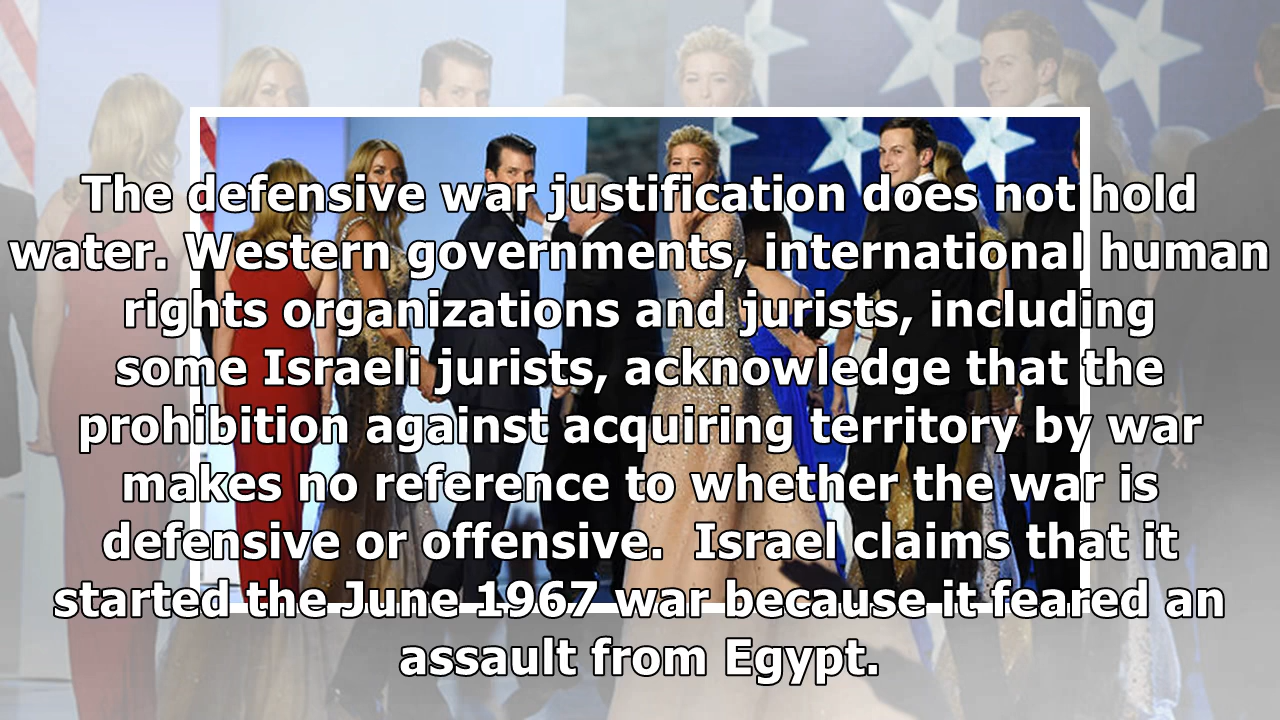 The defensive war justification does not hold
water. Western governments, international human
rights organizations and jurists, including
some Israeli jurists, acknowledge that the
prohibition against acquiring territory by war
makes no reference to whether the war is
defensive or offensive.  Israel claims that it
started the June 1967 war because it feared an
assault from Egypt.